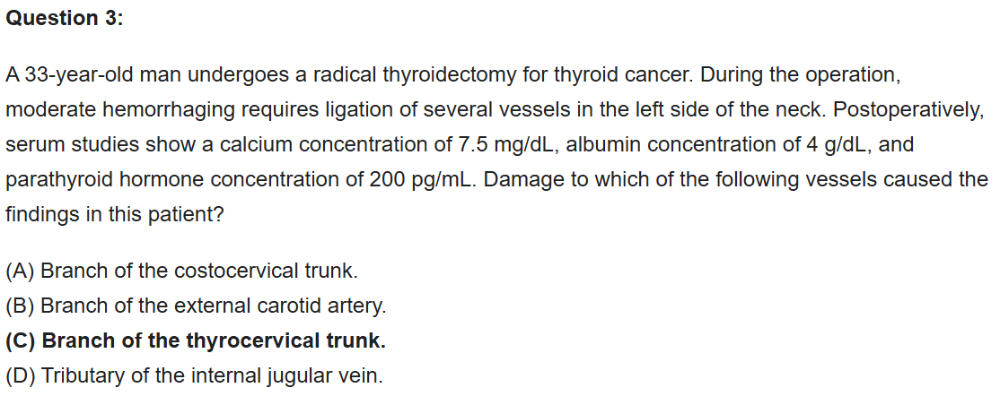 Question 3:
A 33-year-old man undergoes a radical thyroidectomy for thyroid cancer. During the operation,
moderate hemorrhaging requires ligation of several vessels in the left side of the neck. Postoperatively,
serum studies show a calcium concentration of 7.5 mg/dL, albumin concentration of 4 g/dL, and
parathyroid hormone concentration of 200 pg/mL. Damage to which of the following vessels caused the
findings in this patient?
(A) Branch of the costocervical trunk.
(B) Branch of the external carotid artery.
(C) Branch of the thyrocervical trunk.
(D) Tributary of the internal jugular vein.